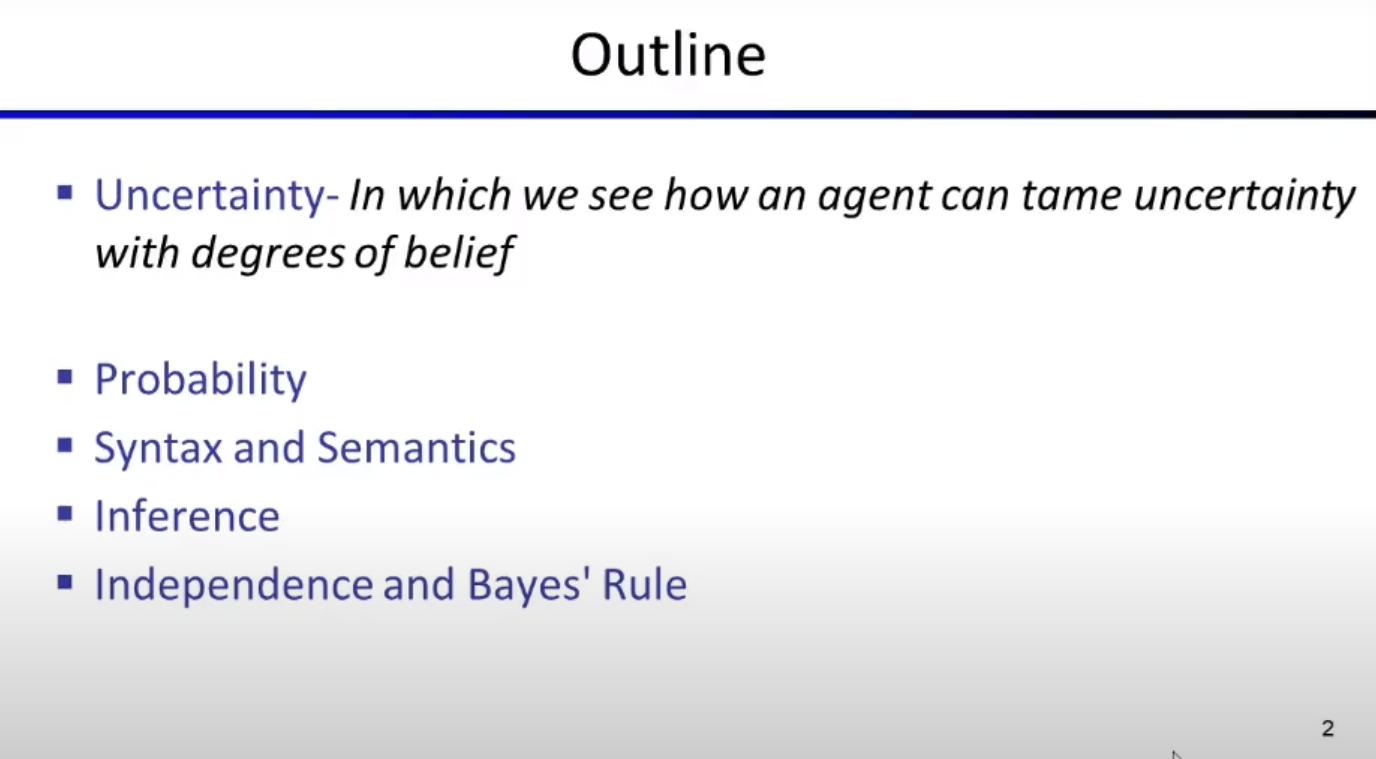 Outline
▪ Uncertainty- In which we see how an agent can tame uncertainty
with degrees of belief
▪ Probability
▪ Syntax and Semantics
▪ Inference
▪ Independence and Bayes' Rule
2